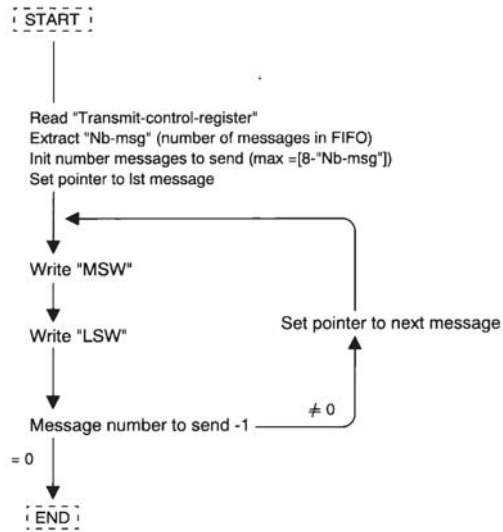 START
Read "Transmit-control-register"
Extract "Nb-msg" (number of messages in FIFO)
Init number messages to send (max =[8-"Nb-msg"])
Set pointer to lst message
Write "MSW"
Write "LSW"
Set pointer to next message
Message number to send -1
≠ 0
= 0
END